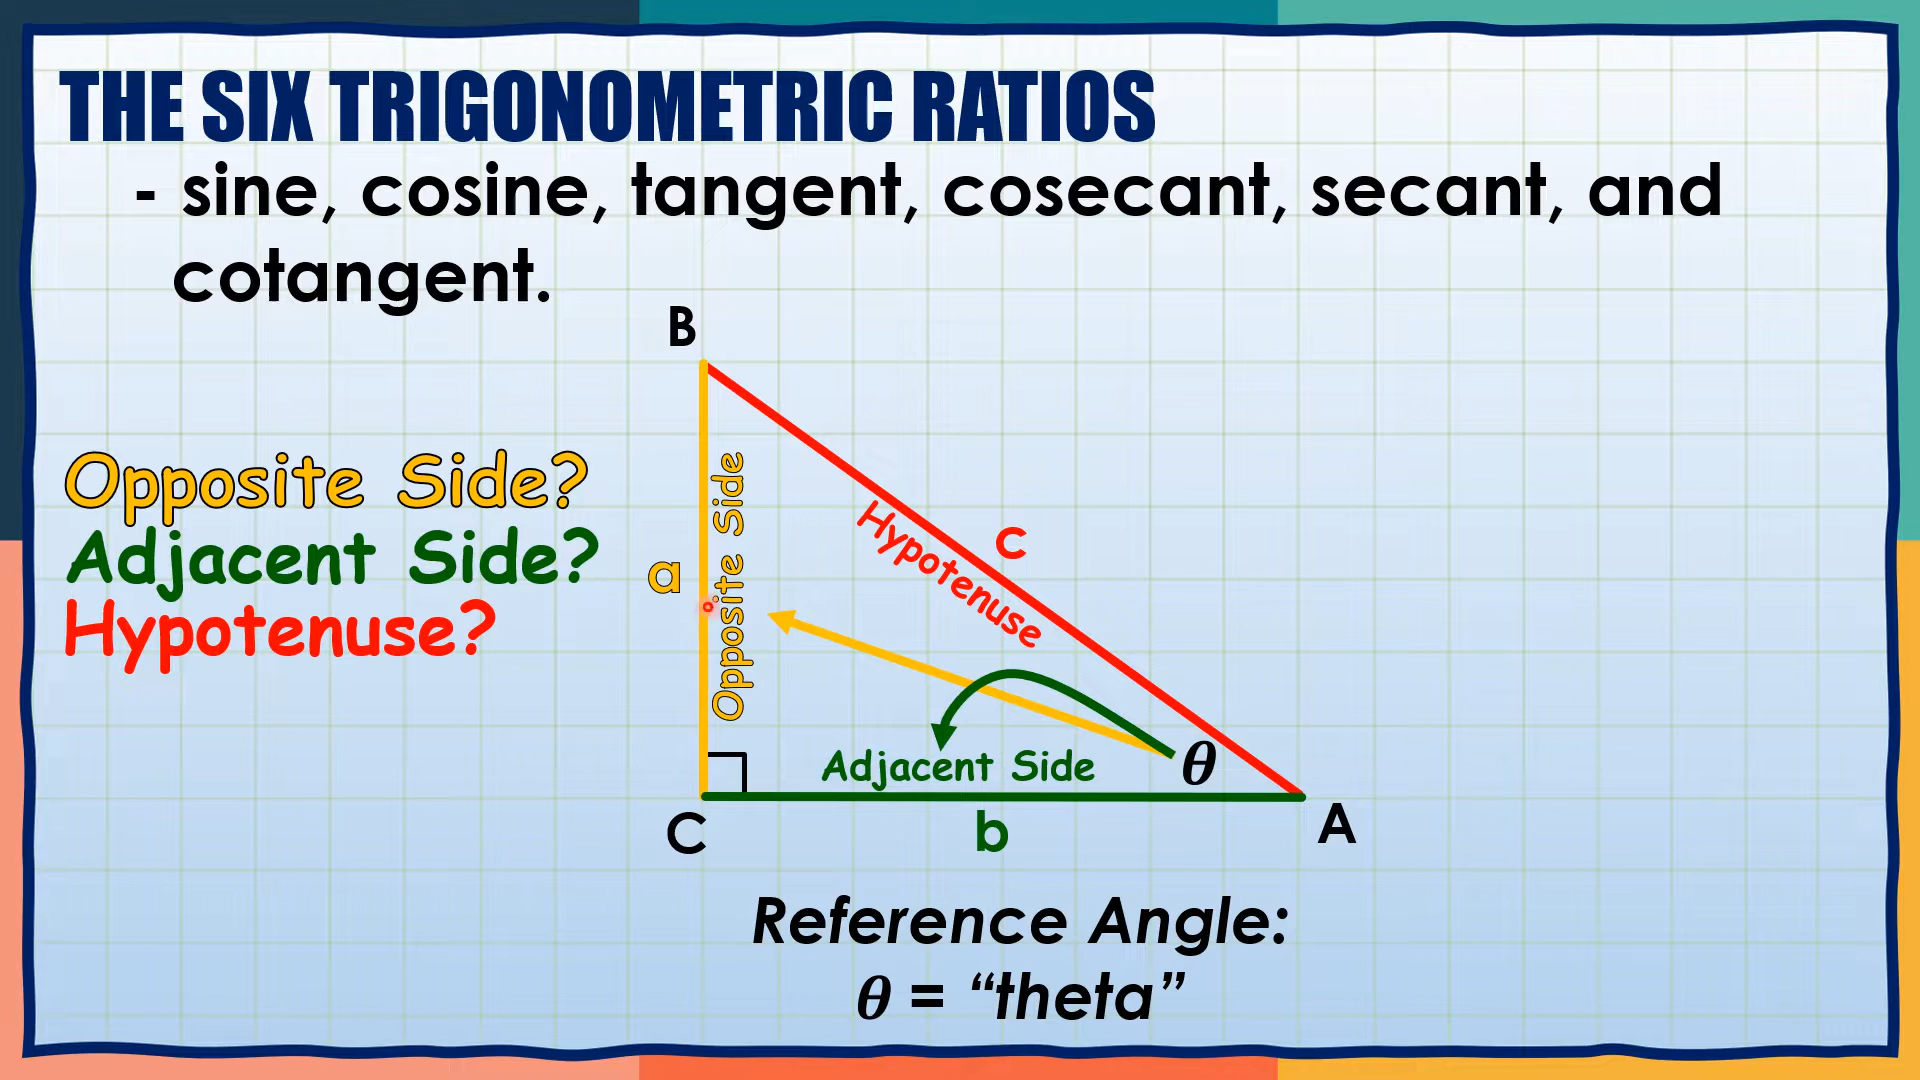 THE SIX TRIGONOMETRIC RATIOS
- sine, cosine, tangent, cosecant, secant, and
cotangent.
B
Opposite Side?
Adjacent Side?
Hypotenuse?
a
Opposite Side
c
Hypotenuse
Adjacent Side
θ
C
b
A
Reference Angle:
θ = “theta”